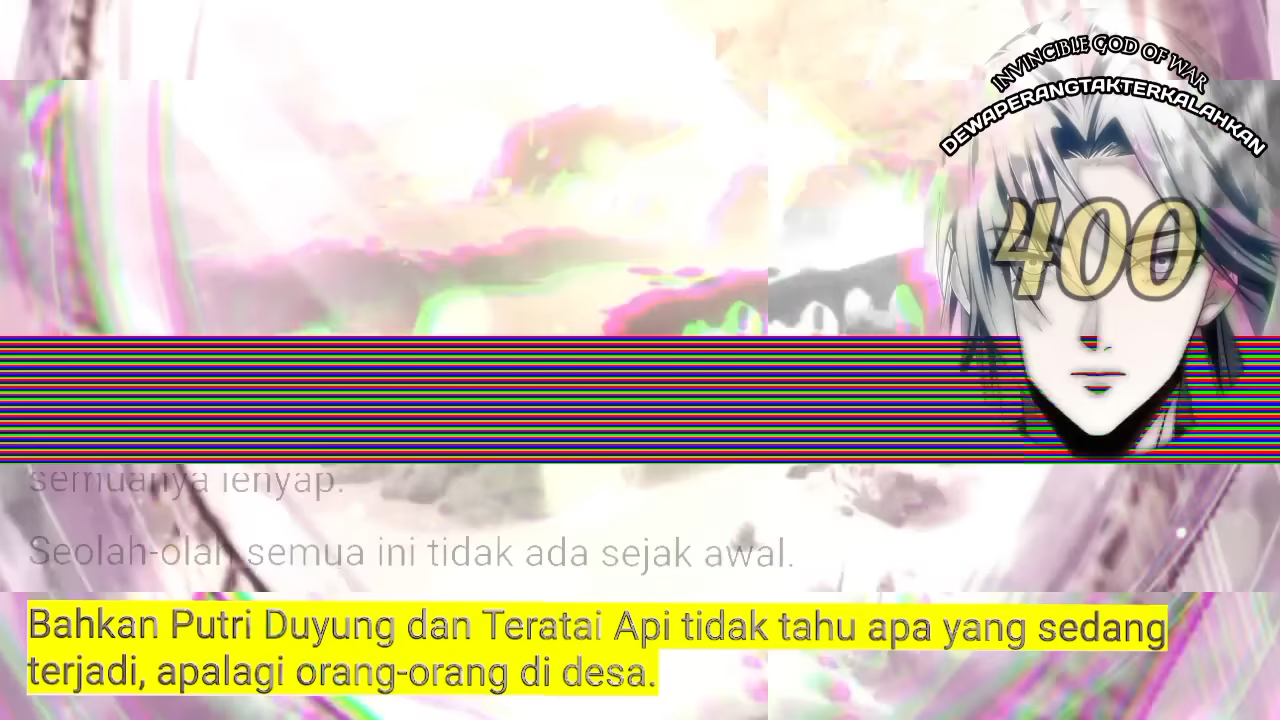 INVINCIBLE GOD OF WAR
DEWAPERANGTAKTERKALAHKAN
400
semuanya lenyap.
Seolah-olah semua ini tidak ada sejak awal.
Bahkan Putri Duyung dan Teratai Api tidak tahu apa yang sedang
terjadi, apalagi orang-orang di desa.